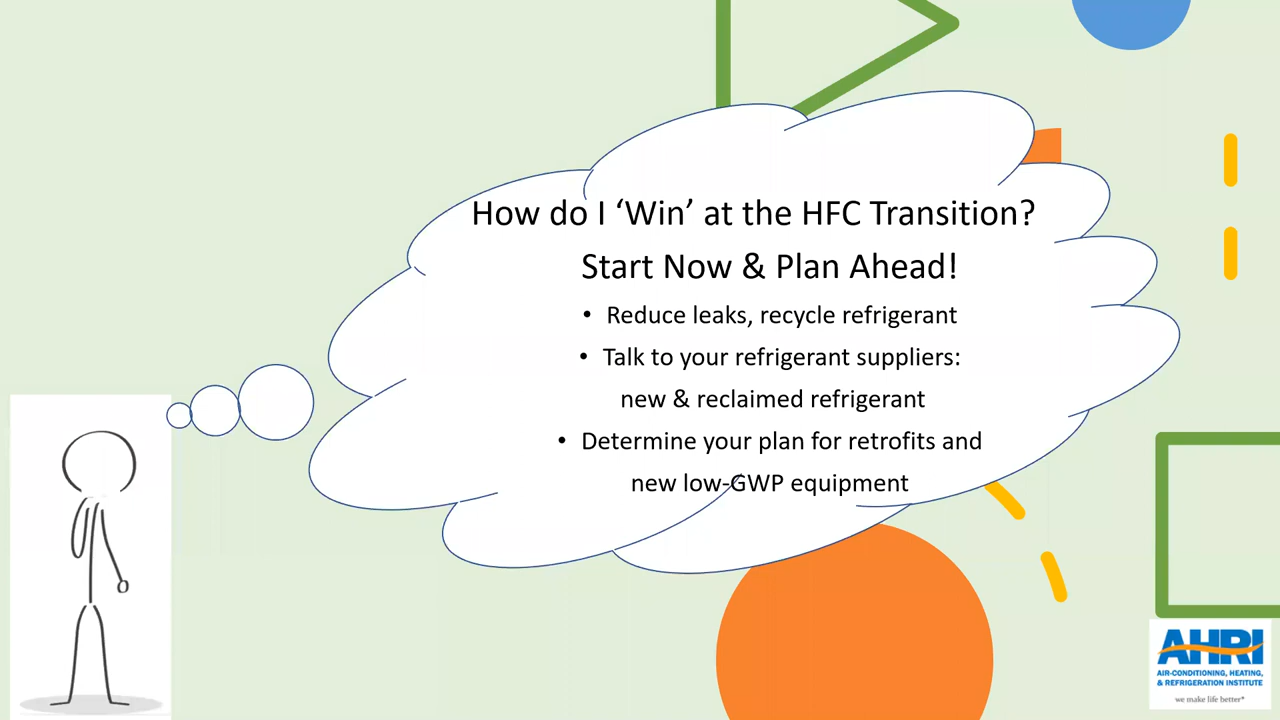 How do I ‘Win’ at the HFC Transition?
Start Now & Plan Ahead!
• Reduce leaks, recycle refrigerant
• Talk to your refrigerant suppliers:
new & reclaimed refrigerant
• Determine your plan for retrofits and
new low-GWP equipment
AHRI
AIR-CONDITIONING, HEATING,
& REFRIGERATION INSTITUTE
we make life better*